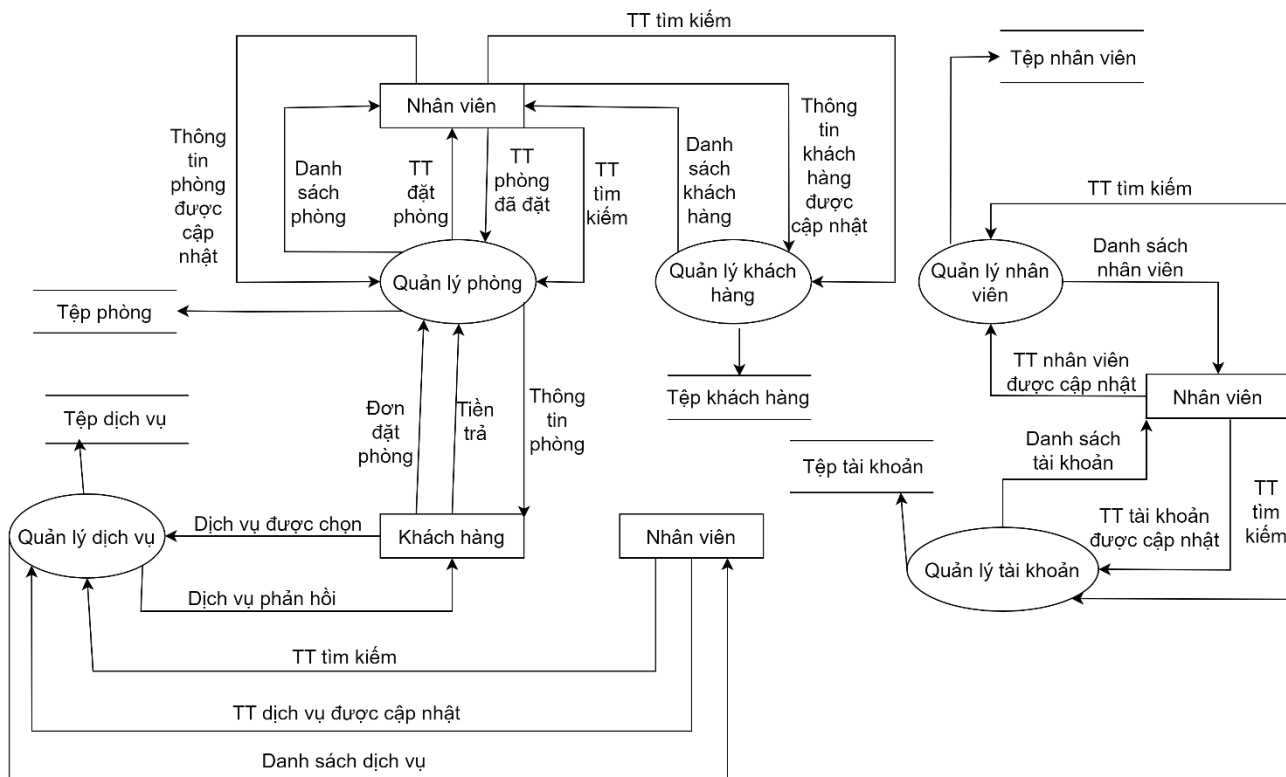 TT tìm kiếm
Tệp nhân viên
Nhân viên
Thông
tin
phòng
được
cập
nhật
Danh
sách
phòng
TT
đặt
phòng
TT
phòng
đã đặt
TT
tìm
kiếm
Danh
sách
khách
hàng
Thông
tin
khách
hàng
được
cập nhật
TT tìm kiếm
Danh sách
nhân viên
Quản lý phòng
Quản lý khách
hàng
Quản lý nhân
viên
Tệp phòng
TT nhân viên
được cập nhật
Nhân viên
Tệp khách hàng
Tệp dịch vụ
Đơn
đặt
phòng
Tiền
trả
Thông
tin
phòng
Danh sách
tài khoản
Tệp tài khoản
TT
tìm
kiếm
TT tài khoản
được cập nhật
Quản lý dịch vụ
Dịch vụ được chọn
Khách hàng
Nhân viên
Quản lý tài khoản
Dịch vụ phản hồi
TT tìm kiếm
TT dịch vụ được cập nhật
Danh sách dịch vụ